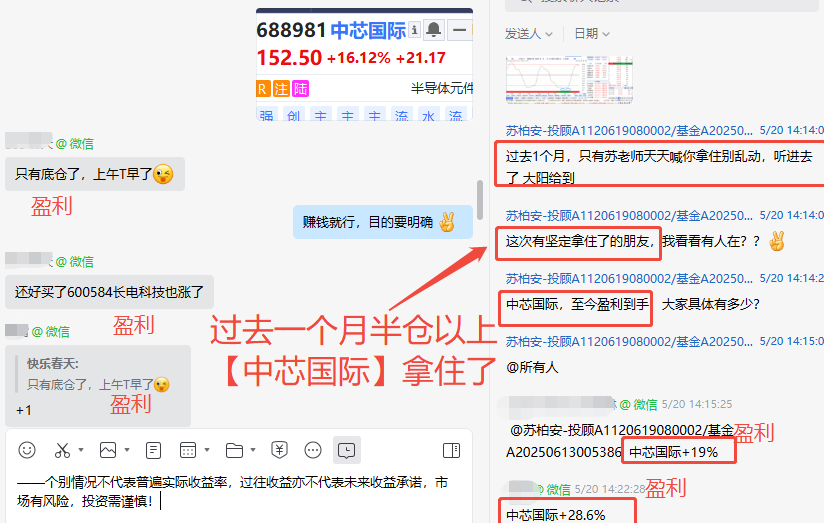 688981 中芯国际
152.50 +16.12% +21.17
R 注 陆
半导体元件
强 创 主 主 主 流 水 流
@微信
只有底仓了，上午T早了
盈利
赚钱就行，目的要明确
@微信
还好买了600584长电科技也涨了
盈利
@微信
快乐春天:
只有底仓了，上午T早了
+1
盈利
过去一个月半仓以上
【中芯国际】拿住了
——个别情况不代表普遍实际收益率，过往收益亦不代表未来收益承诺，市
场有风险，投资需谨慎！
发送人
日期
苏柏安-投顾A1120619080002/基金A20250... 5/20 14:14:0
过去1个月，只有苏老师天天喊你拿住别乱动，听进去
了 大阳给到
苏柏安-投顾A1120619080002/基金A20250... 5/20 14:14:0
这次有坚定拿住了的朋友，我看看有人在？？
苏柏安-投顾A1120619080002/基金A20250... 5/20 14:14:2
中芯国际，至今盈利到手 大家具体有多少?
苏柏安-投顾A1120619080002/基金A20250... 5/20 14:15:0
@所有人
@微信 5/20 14:15:25
@苏柏安-投顾A1120619080002/基金
A20250613005386 中芯国际+19%
盈利
@微信 5/20 14:22:28
盈利
中芯国际+28.6%